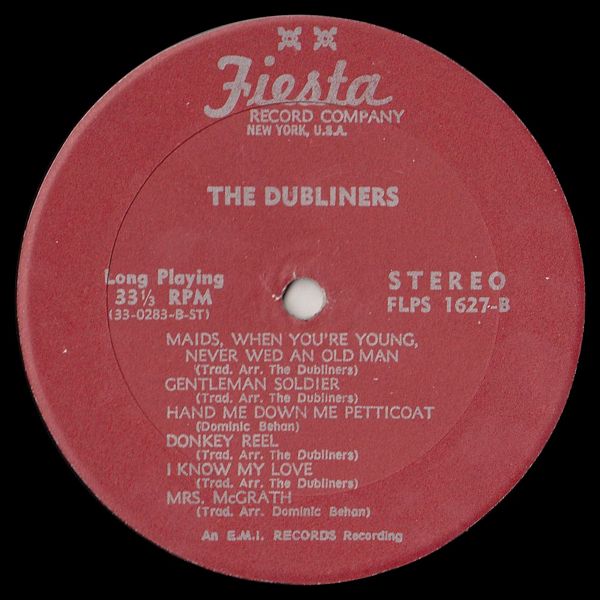 Fiesta
RECORD COMPANY
NEW YORK, U.S.A.
THE DUBLINERS
Long Playing
33⅓ RPM
(33-0283-B-ST)
STEREO
FLPS 1627-B
MAIDS, WHEN YOU'RE YOUNG,
NEVER WED AN OLD MAN
(Trad. Arr. The Dubliners)
GENTLEMAN SOLDIER
(Trad. Arr. The Dubliners)
HAND ME DOWN ME PETTICOAT
(Dominic Behan)
DONKEY REEL
(Trad. Arr. The Dubliners)
I KNOW MY LOVE
(Trad. Arr. The Dubliners)
MRS. McGRATH
(Trad. Arr. Dominic Behan)
An E.M.I. RECORDS Recording